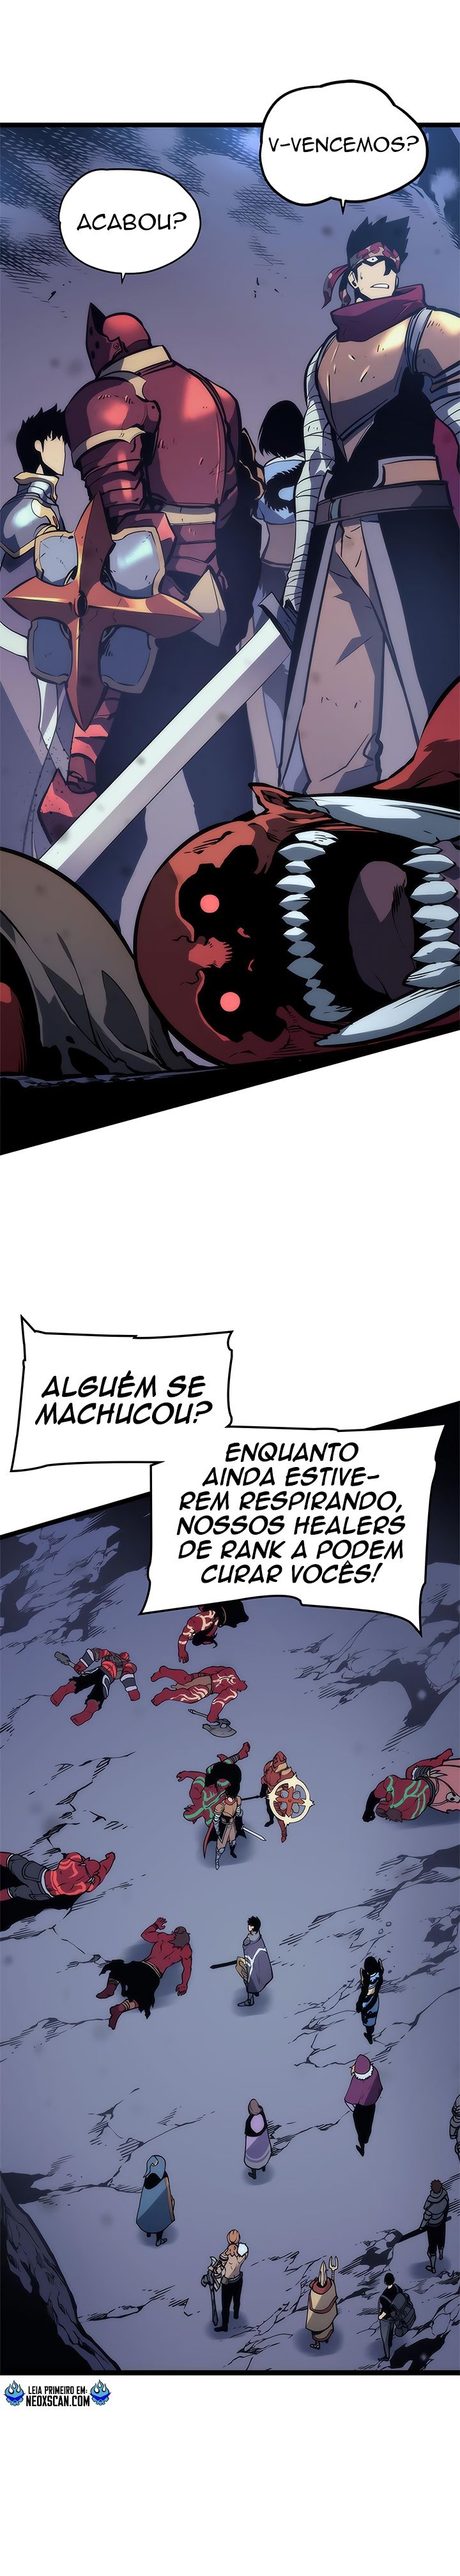 V-VENCEMOS?
ACABOU?
ALGUÉM SE
MACHUCOU?
ENQUANTO
AINDA ESTIVE-
REM RESPIRANDO,
NOSSOS HEALERS
DE RANK A PODEM
CURAR VOCÊS!
LEIA PRIMEIRO EM:
NEOXSCAN.COM